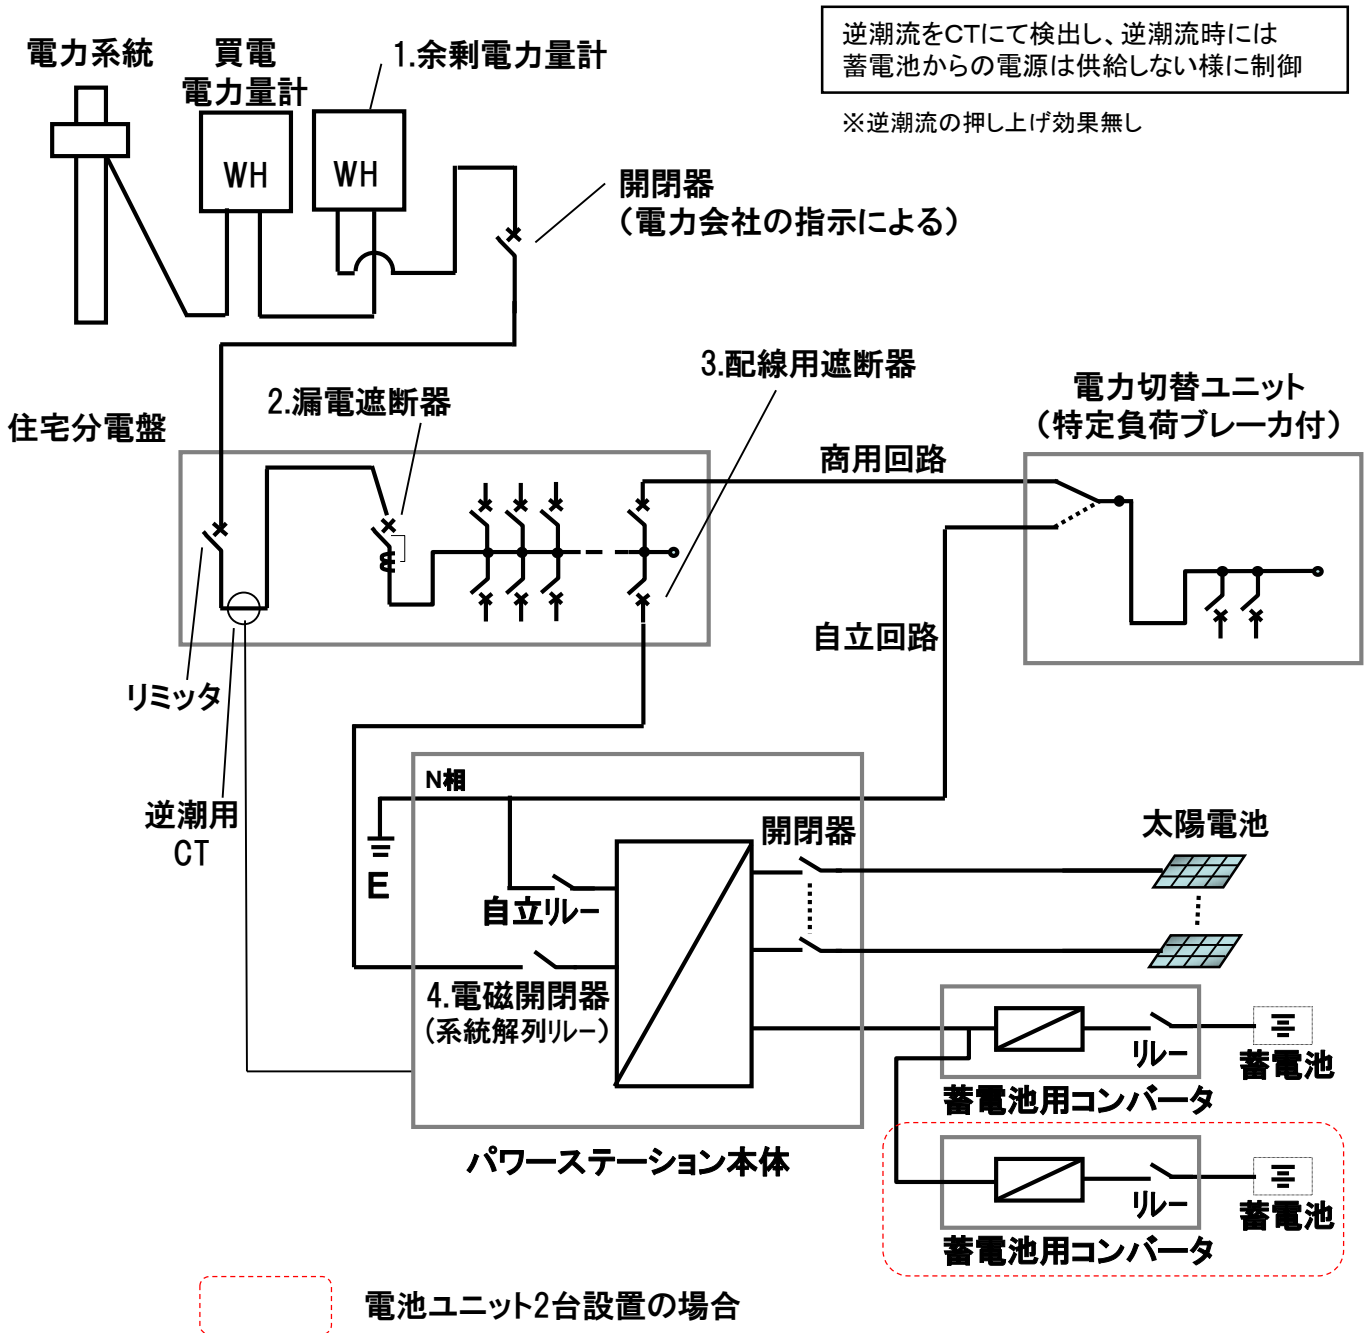 逆潮流をCTにて検出し、逆潮流時には
蓄電池からの電源は供給しない様に制御
※逆潮流の押し上げ効果無し
電力系統
買電
電力量計
1.余剰電力量計
WH
WH
開閉器
（電力会社の指示による）
3.配線用遮断器
2.漏電遮断器
住宅分電盤
電力切替ユニット
（特定負荷ブレーカ付）
商用回路
自立回路
リミッタ
逆潮用
CT
N相
E
自立リレー
開閉器
太陽電池
4.電磁開閉器
（系統解列リレー）
リレー
蓄電池
蓄電池用コンバータ
パワーステーション本体
リレー
蓄電池
蓄電池用コンバータ
電池ユニット2台設置の場合